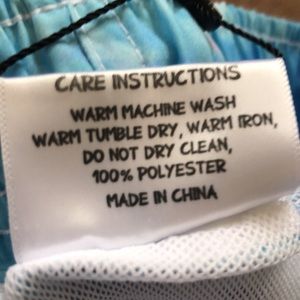 CARE INSTRUCTIONS
WARM MACHINE WASH
WARM TUMBLE DRY, WARM IRON,
DO NOT DRY CLEAN,
100% POLYESTER
MADE IN CHINA